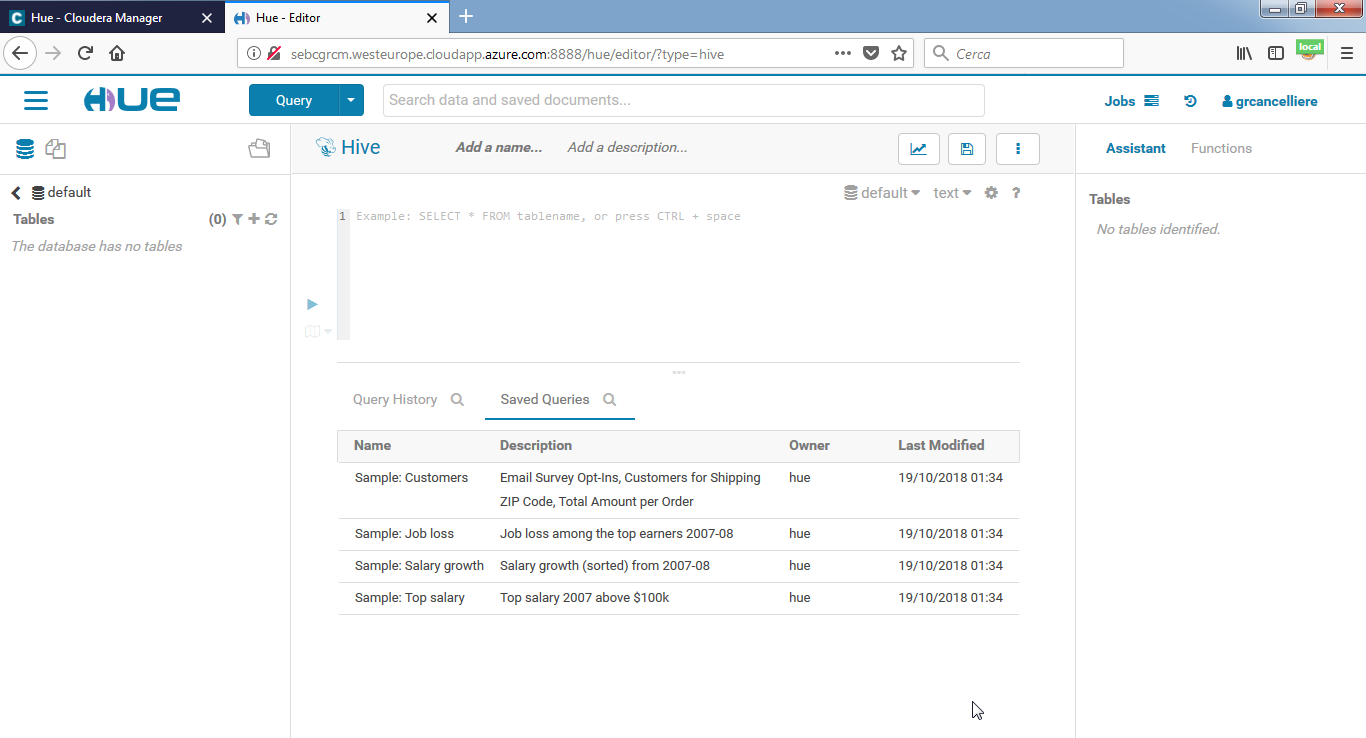 Hue - Cloudera Manager
Hue - Editor
sebcgrcm.westeurope.cloudapp.azure.com:8888/hue/editor/?type=hive
Cerca
local
HUE
Query
Search data and saved documents...
Jobs
grcancelliere
Hive
Add a name...
Add a description...
Assistant
Functions
default
Tables
(0)
The database has no tables
default
text
?
1
Example: SELECT * FROM tablename, or press CTRL + space
Tables
No tables identified.
Query History
Saved Queries
Name Description Owner Last Modified
Sample: Customers Email Survey Opt-Ins, Customers for Shipping hue 19/10/2018 01:34
ZIP Code, Total Amount per Order
Sample: Job loss Job loss among the top earners 2007-08 hue 19/10/2018 01:34
Sample: Salary growth Salary growth (sorted) from 2007-08 hue 19/10/2018 01:34
Sample: Top salary Top salary 2007 above $100k hue 19/10/2018 01:34